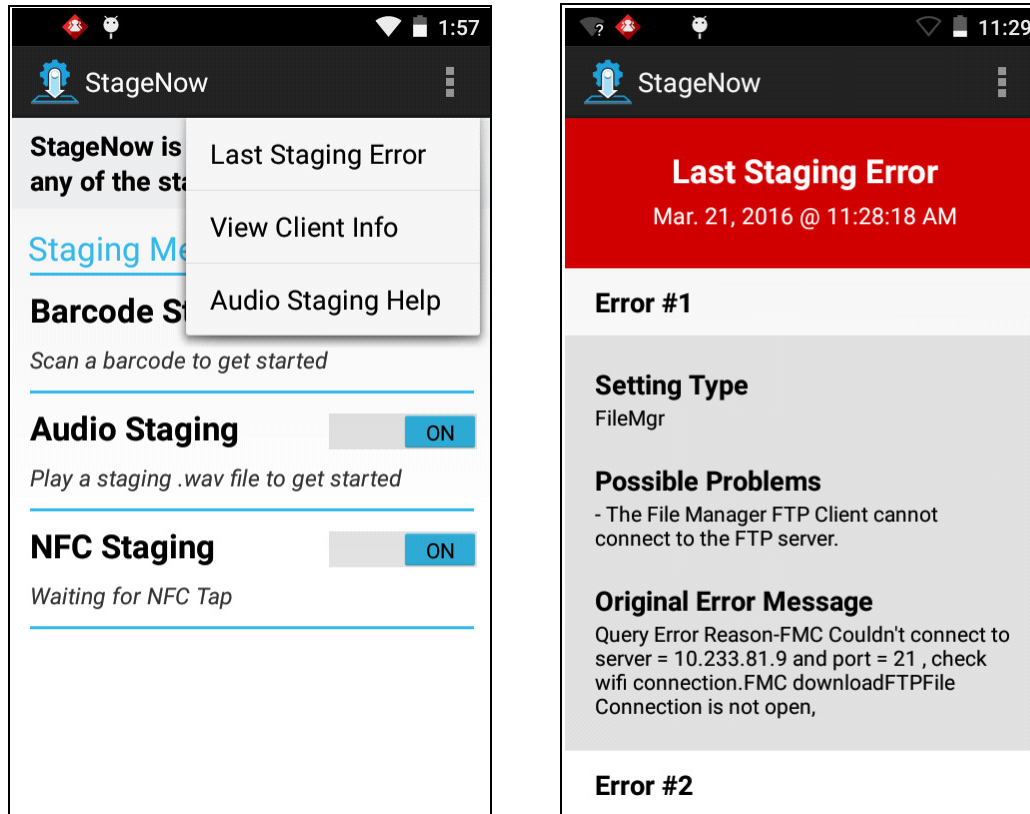 1:57
StageNow
StageNow is
any of the sta
Last Staging Error
View Client Info
Audio Staging Help
Staging Me
Barcode St
Scan a barcode to get started
Audio Staging
ON
Play a staging .wav file to get started
NFC Staging
ON
Waiting for NFC Tap
?
11:29
StageNow
Last Staging Error
Mar. 21, 2016 @ 11:28:18 AM
Error #1
Setting Type
FileMgr
Possible Problems
- The File Manager FTP Client cannot
connect to the FTP server.
Original Error Message
Query Error Reason-FMC Couldn't connect to
server = 10.233.81.9 and port = 21 , check
wifi connection.FMC downloadFTPFile
Connection is not open,
Error #2